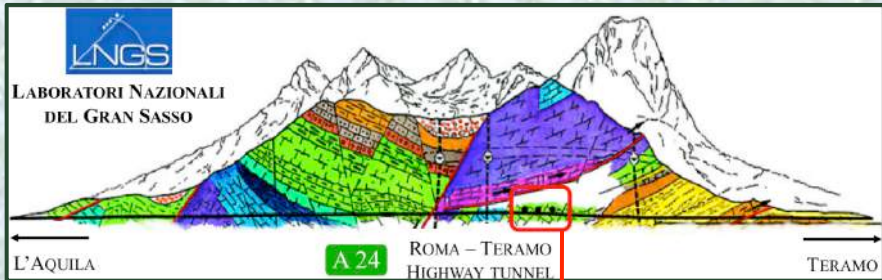 LNGS
LABORATORI NAZIONALI
DEL GRAN SASSO
L'AQUILA
A 24
ROMA – TERAMO
HIGHWAY TUNNEL
TERAMO